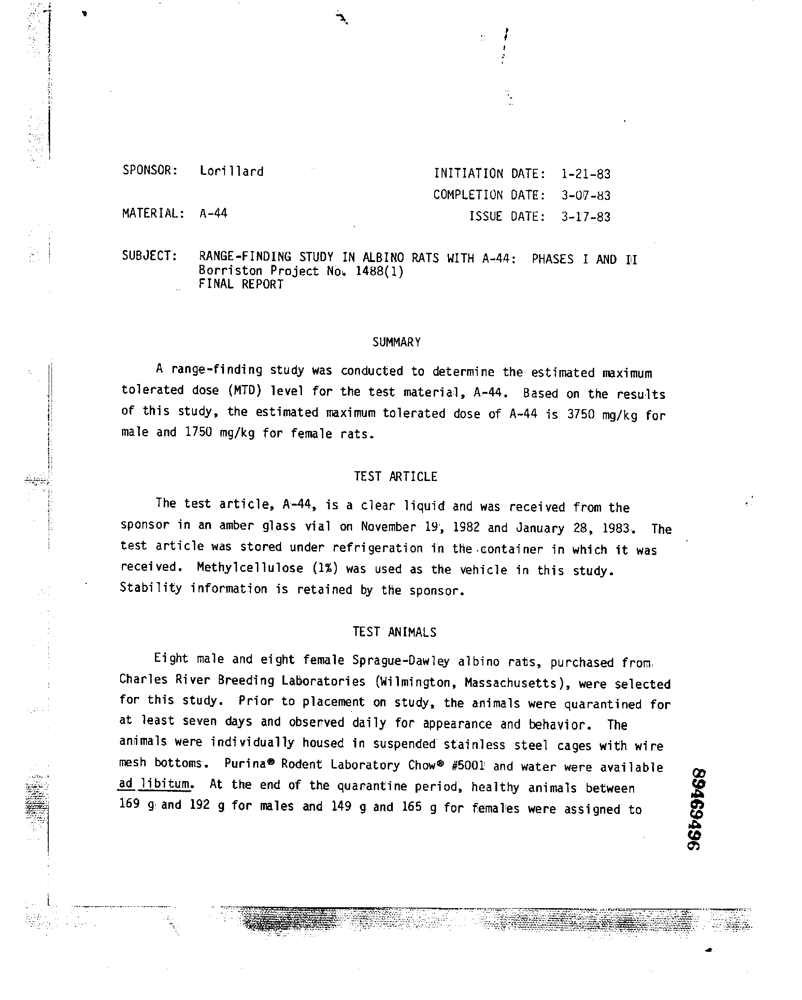 SPONSOR: Lorillard
INITIATION DATE: 1-21-83
COMPLETION DATE: 3-07-83
MATERIAL: A-44
ISSUE DATE: 3-17-83
SUBJECT: RANGE-FINDING STUDY IN ALBINO RATS WITH A-44: PHASES I AND II
Borriston Project No. 1488(1)
FINAL REPORT
SUMMARY
A range-finding study was conducted to determine the estimated maximum
tolerated dose (MTD) level for the test material, A-44. Based on the results
of this study, the estimated maximum tolerated dose of A-44 is 3750 mg/kg for
male and 1750 mg/kg for female rats.
TEST ARTICLE
The test article, A-44, is a clear liquid and was received from the
sponsor in an amber glass vial on November 19, 1982 and January 28, 1983. The
test article was stored under refrigeration in the container in which it was
received. Methylcellulose (1%) was used as the vehicle in this study.
Stability information is retained by the sponsor.
TEST ANIMALS
Eight male and eight female Sprague-Dawley albino rats, purchased from
Charles River Breeding Laboratories (Wilmington, Massachusetts), were selected
for this study. Prior to placement on study, the animals were quarantined for
at least seven days and observed daily for appearance and behavior. The
animals were individually housed in suspended stainless steel cages with wire
mesh bottoms. Purina® Rodent Laboratory Chow® #5001 and water were available
ad libitum. At the end of the quarantine period, healthy animals between
169 g and 192 g for males and 149 g and 165 g for females were assigned to
89469496